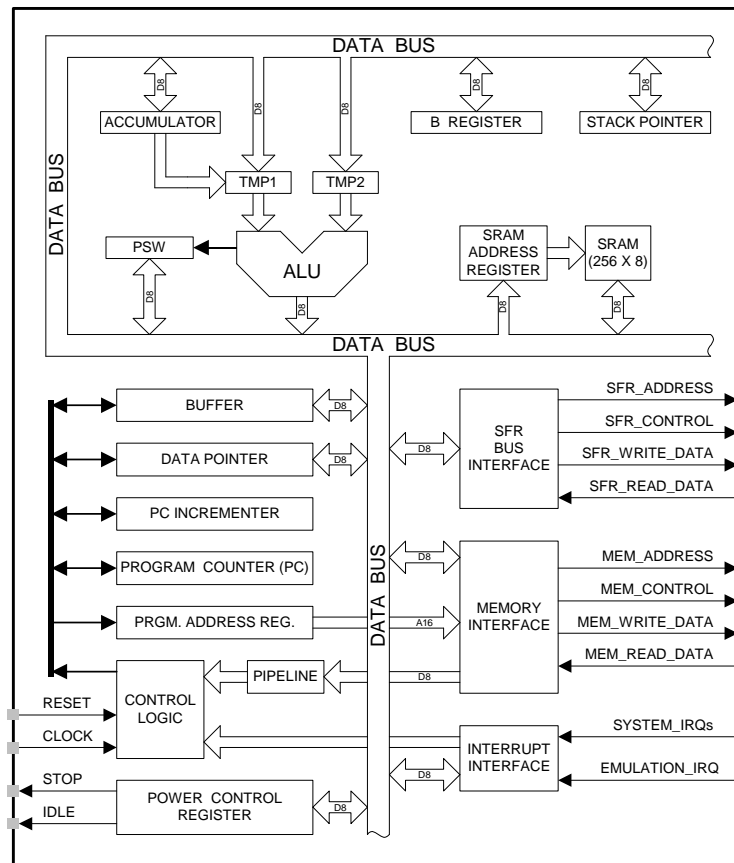 DATA BUS
D8
D8
D8
D8
D8
ACCUMULATOR
B REGISTER
STACK POINTER
DATA BUS
TMP1
TMP2
PSW
ALU
SRAM
ADDRESS
REGISTER
SRAM
(256 X 8)
D8
D8
D8
D8
DATA BUS
BUFFER
D8
SFR_ADDRESS
DATA POINTER
D8
D8
SFR
BUS
INTERFACE
SFR_CONTROL
SFR_WRITE_DATA
SFR_READ_DATA
PC INCREMENTER
PROGRAM COUNTER (PC)
PRGM. ADDRESS REG.
DATA BUS
D8
A16
D8
MEMORY
INTERFACE
MEM_ADDRESS
MEM_CONTROL
MEM_WRITE_DATA
MEM_READ_DATA
PIPELINE
CONTROL
LOGIC
RESET
CLOCK
INTERRUPT
INTERFACE
SYSTEM_IRQs
EMULATION_IRQ
D8
STOP
IDLE
POWER CONTROL
REGISTER
D8